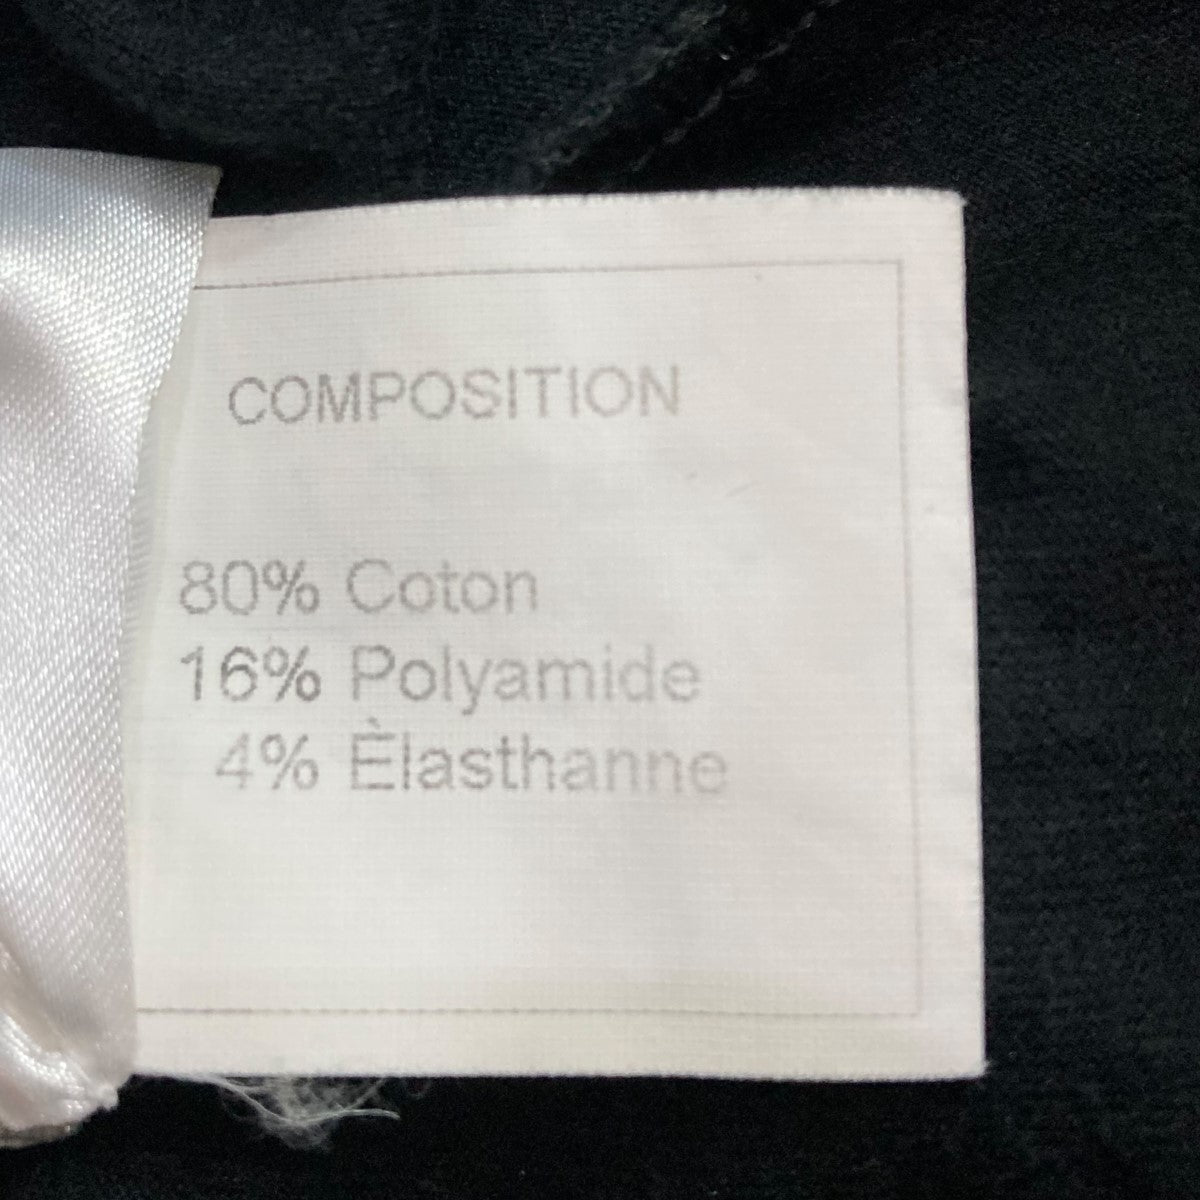 COMPOSITION
80% Coton
16% Polyamide
4% Èlasthanne